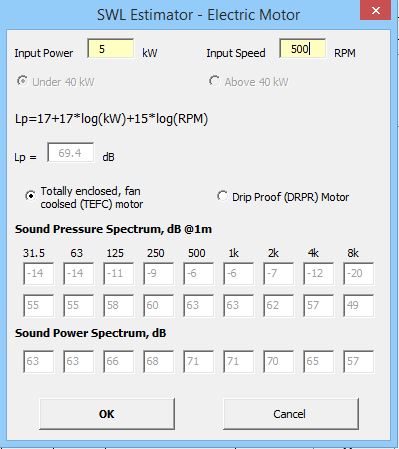 SWL Estimator - Electric Motor
Input Power 5 kW Input Speed 500 RPM
Under 40 kW Above 40 kW
Lp=17+17*log(kW)+15*log(RPM)
Lp = 69.4 dB
Totally enclosed, fan
coolsed (TEFC) motor
Drip Proof (DRPR) Motor
Sound Pressure Spectrum, dB @1m
31.5 63 125 250 500 1k 2k 4k 8k
-14 -14 -11 -9 -6 -6 -7 -12 -20
55 55 58 60 63 63 62 57 49
Sound Power Spectrum, dB
63 63 66 68 71 71 70 65 57
OK Cancel